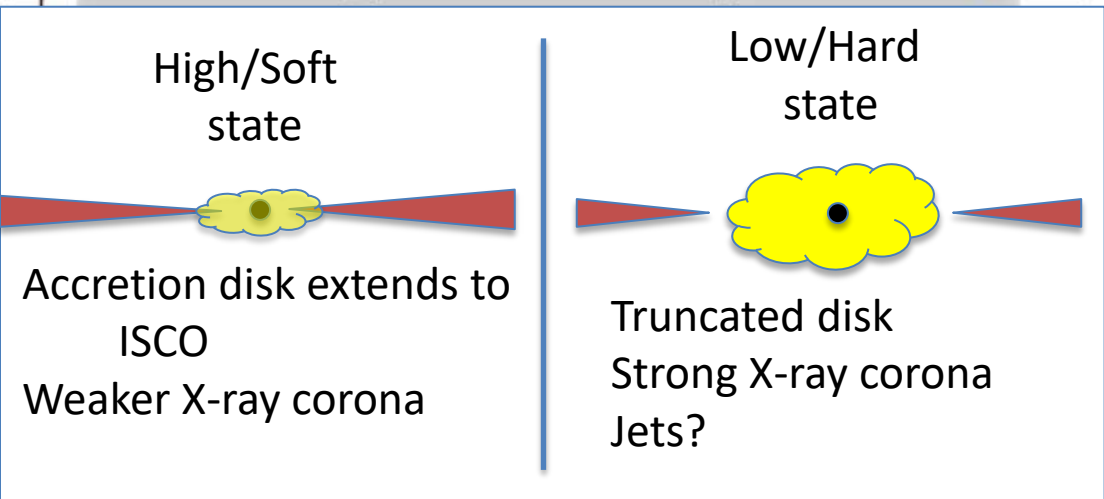 High/Soft
state
Accretion disk extends to
ISCO
Weaker X-ray corona
Low/Hard
state
Truncated disk
Strong X-ray corona
Jets?